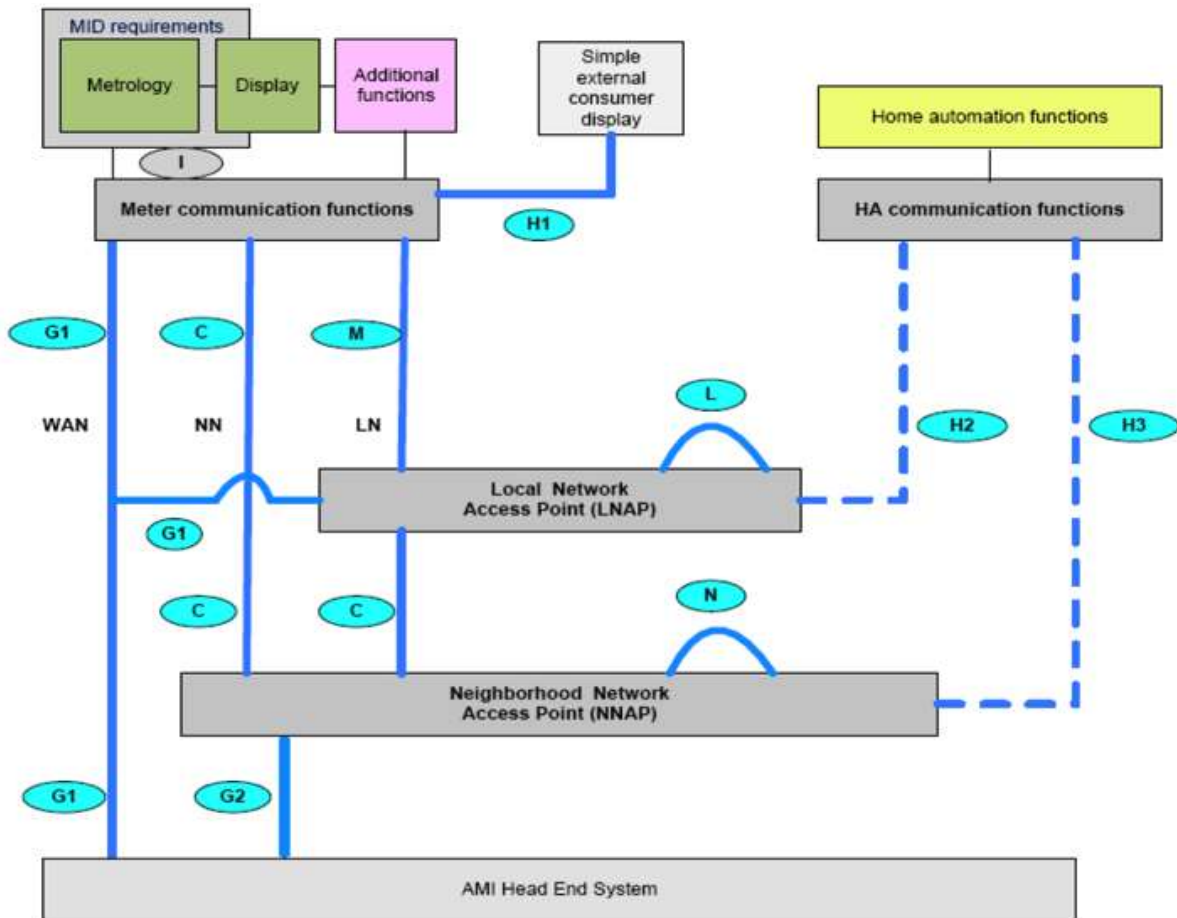 MID requirements
Metrology
Display
Additional
functions
Simple
external
consumer
display
Home automation functions
I
Meter communication functions
H1
HA communication functions
G1
C
M
L
WAN
NN
LN
H2
H3
Local Network
Access Point (LNAP)
G1
C
C
N
Neighborhood Network
Access Point (NNAP)
G1
G2
AMI Head End System